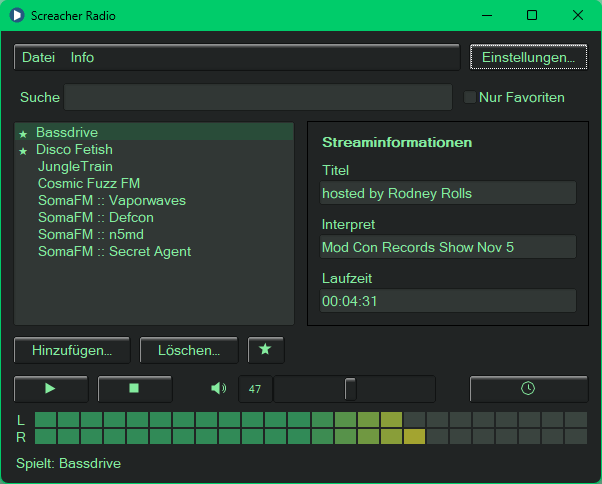 Screacher Radio
Datei Info
Einstellungen...
Suche
Nur Favoriten
★ Bassdrive
★ Disco Fetish
JungleTrain
Cosmic Fuzz FM
SomaFM :: Vaporwaves
SomaFM :: Defcon
SomaFM :: n5md
SomaFM :: Secret Agent
Streaminformationen
Titel
hosted by Rodney Rolls
Interpret
Mod Con Records Show Nov 5
Laufzeit
00:04:31
Hinzufügen... Löschen... ★
47
L
R
Spielt: Bassdrive